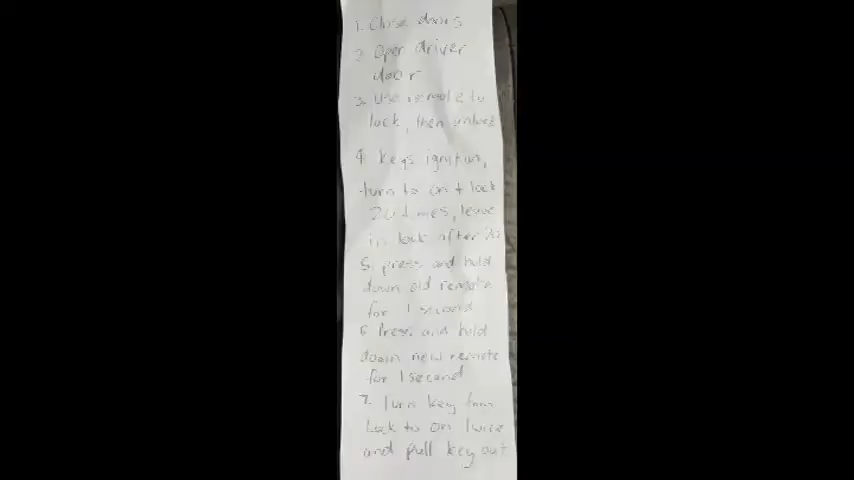 1. Close doors
2. Open driver
door
3. Use remote to
lock, then unlock
4. Keys ignition,
turn to on + lock
20 times, leave
in lock after 20
5. press and hold
down old remote
for 1 second
6. Press and hold
down new remote
for 1 second
7. Turn key from
Lock to on twice
and pull key out